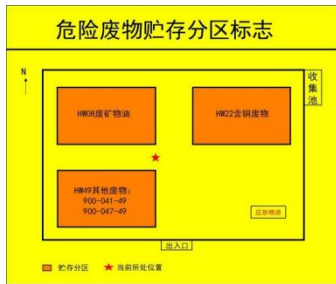 危险废物贮存分区标志
N
收集池
HW08废矿物油
HW22含铜废物
HW49其他废物:
900-041-49
900-047-49
应急物资
出入口
贮存分区
当前所处位置